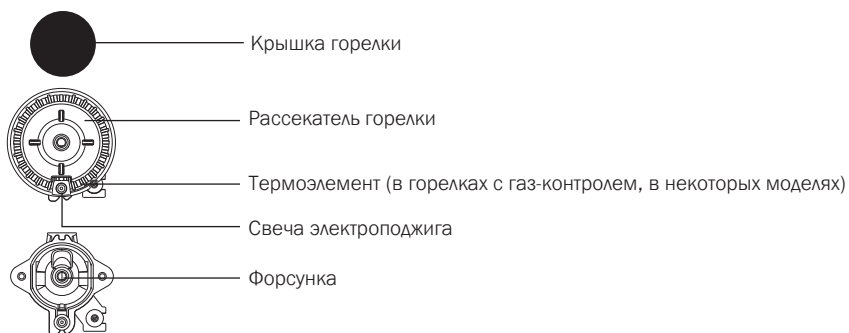 Крышка горелки
Рассекатель горелки
Термоэлемент (в горелках с газ-контролем, в некоторых моделях)
Свеча электроподжига
Форсунка